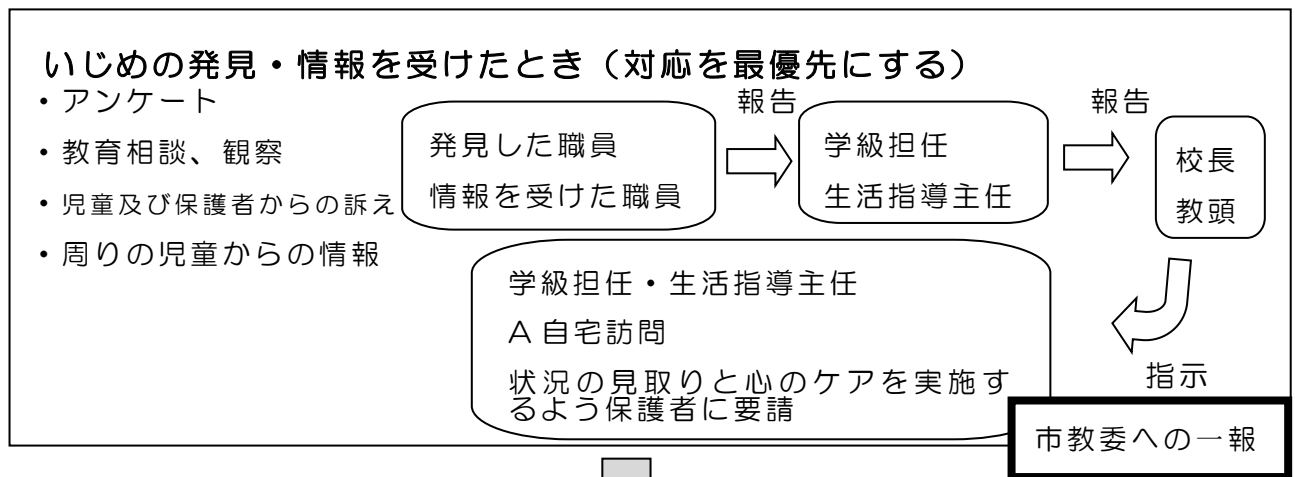 いじめの発見・情報を受けたとき（対応を最優先にする）
・アンケート
・教育相談、観察
・児童及び保護者からの訴え
・周りの児童からの情報
発見した職員
情報を受けた職員
報告
学級担任
生活指導主任
報告
校長
教頭
指示
学級担任・生活指導主任
A 自宅訪問
状況の見取りと心のケアを実施す
るよう保護者に要請
市教委への一報